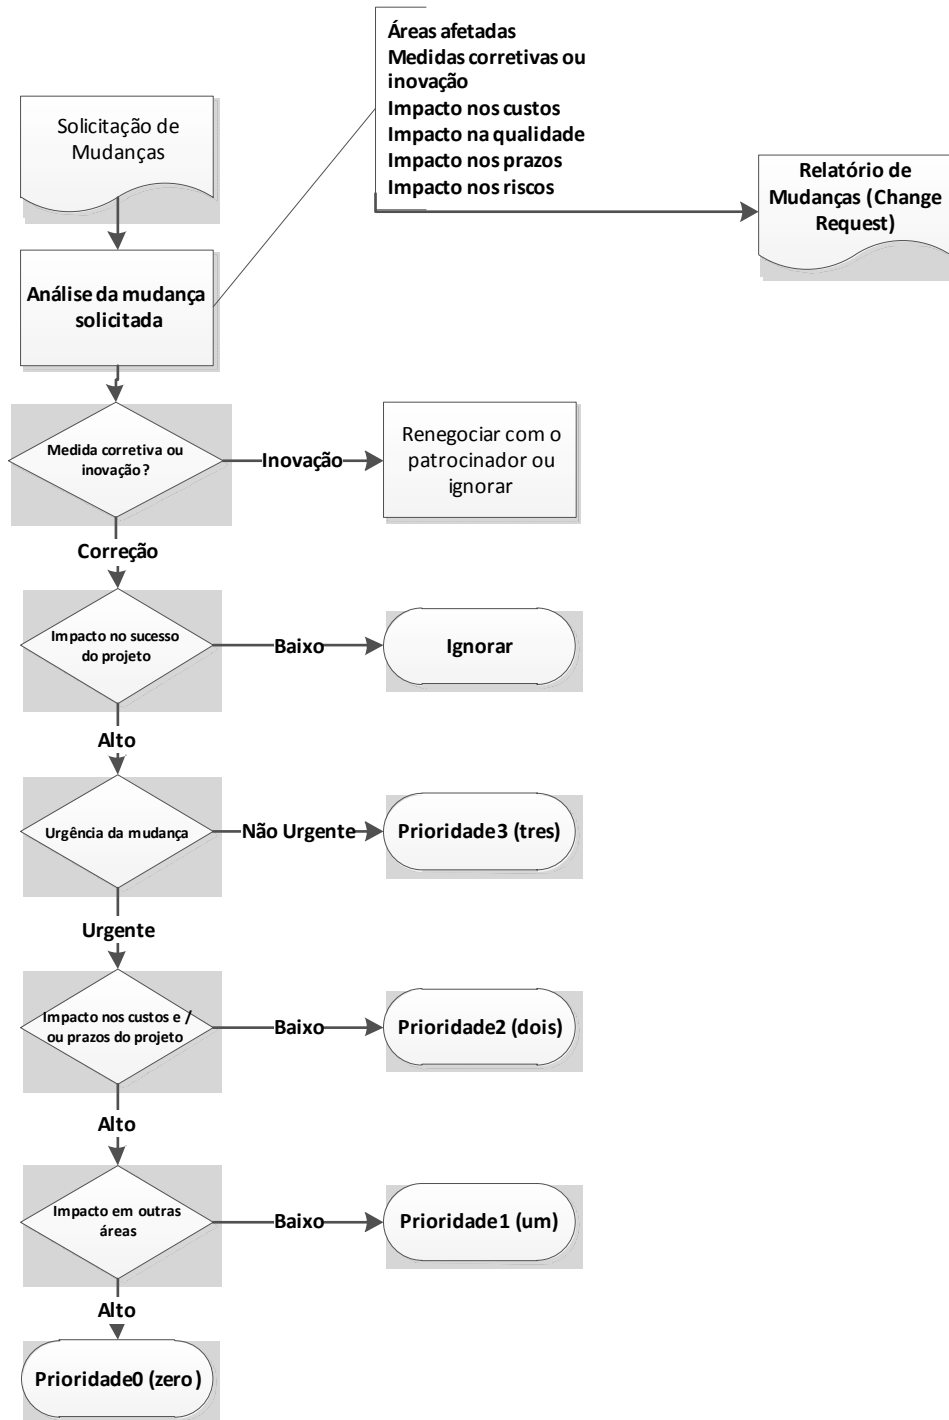 Áreas afetadas
Medidas corretivas ou
inovação
Impacto nos custos
Impacto na qualidade
Impacto nos prazos
Impacto nos riscos
Solicitação de
Mudanças
Relatório de
Mudanças (Change
Request)
Análise da mudança
solicitada
Medida corretiva ou
inovação?
Inovação
Renegociar com o
patrocinador ou
ignorar
Correção
Impacto no sucesso
do projeto
Baixo
Ignorar
Alto
Urgência da mudança
Não Urgente
Prioridade3 (tres)
Urgente
Impacto nos custos e /
ou prazos do projeto
Baixo
Prioridade2 (dois)
Alto
Impacto em outras
áreas
Baixo
Prioridade1 (um)
Alto
Prioridade0 (zero)